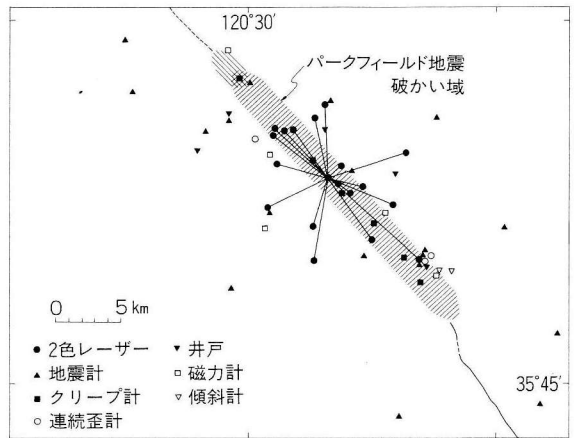 120°30′
パークフィールド地震
破かい域
0 5 km
2色レーザー
地震計
クリープ計
連続歪計
井戸
磁力計
傾斜計
35°45′